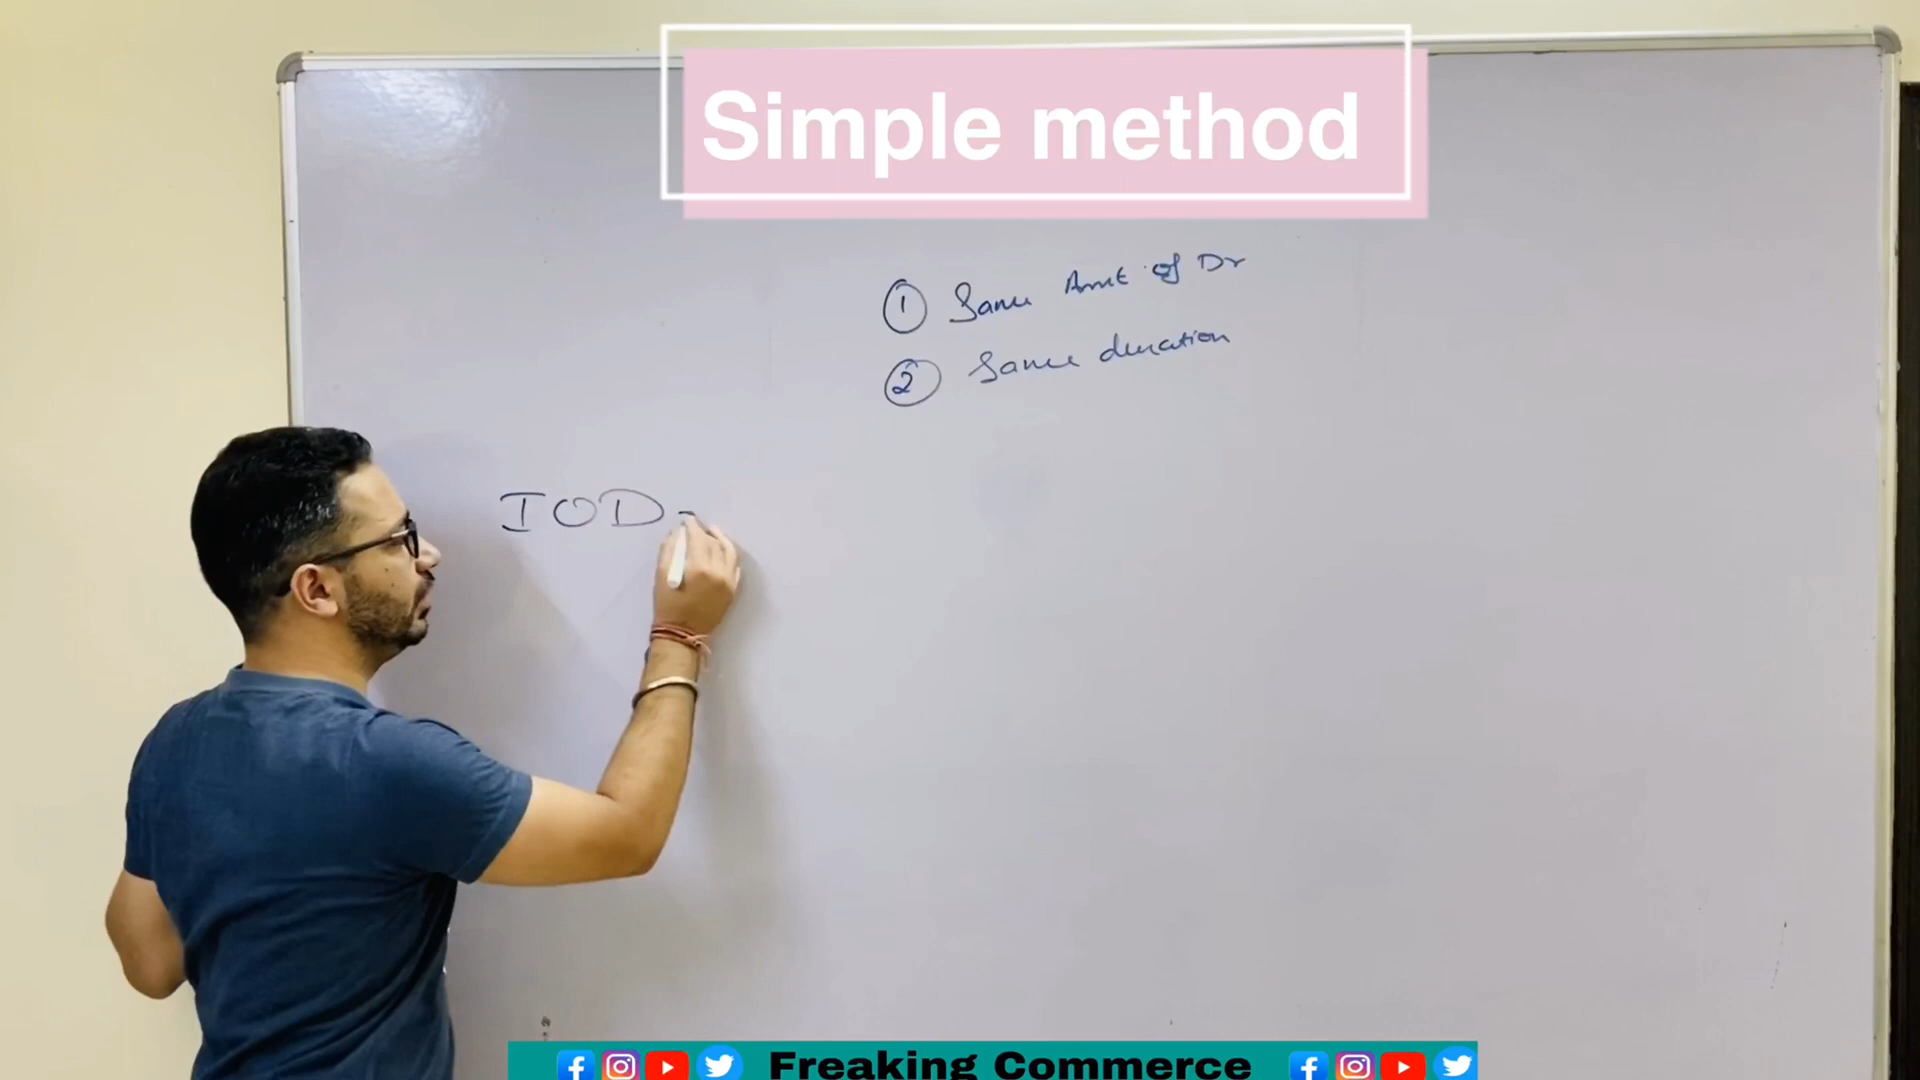 Simple method
① Same Amt of Dr
② Same duration
IOD =
Freaking Commerce